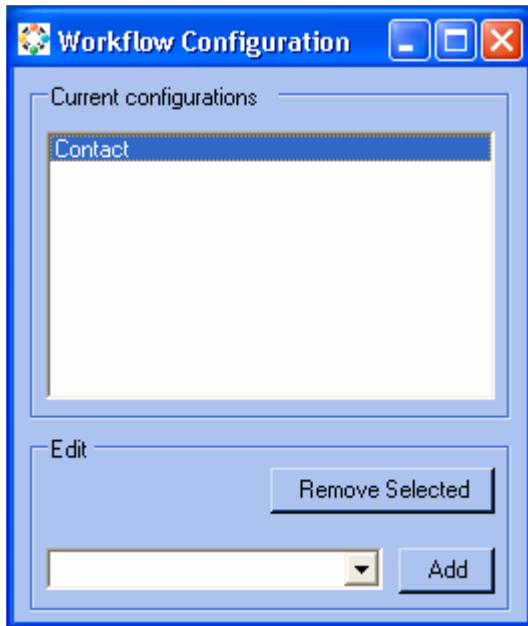 Workflow Configuration
Current configurations
Contact
Edit
Remove Selected
Add